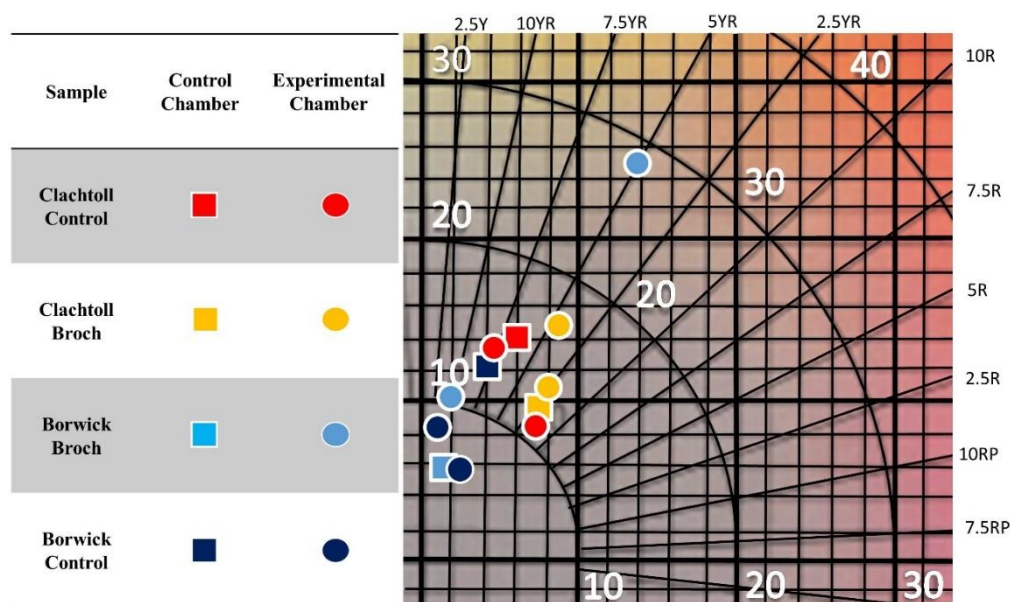 2.5Y 10YR 7.5YR 5YR 2.5YR
Sample
Control
Chamber
Experimental
Chamber
Clachtoll
Control
Clachtoll
Broch
Borwick
Broch
Borwick
Control
30
40
20
30
20
10
10 20 30
10R
7.5R
5R
2.5R
10RP
7.5RP